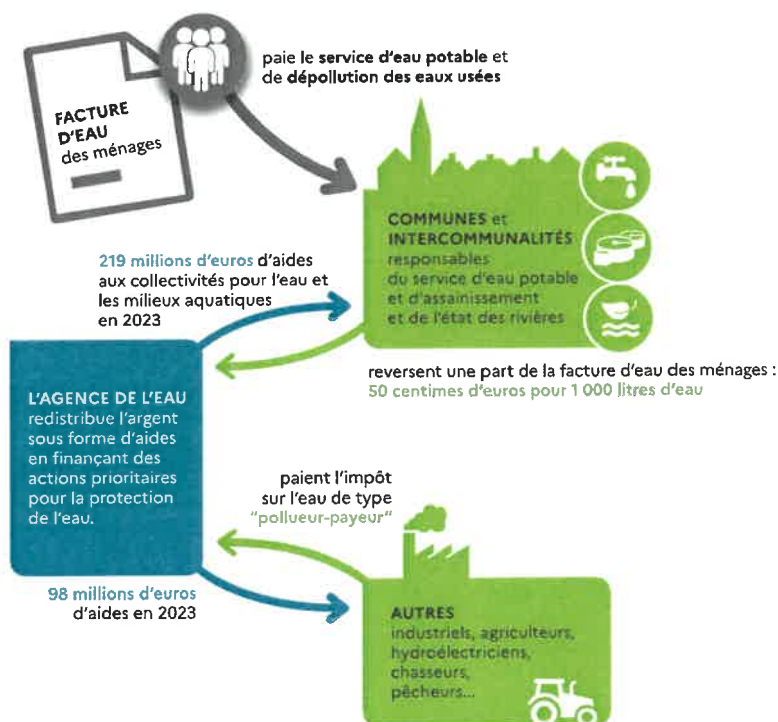 paie le service d'eau potable et
de dépollution des eaux usées
FACTURE
D'EAU
des ménages
COMMUNES et
INTERCOMMUNALITÉS
responsables
du service d'eau potable
et d'assainissement
et de l'état des rivières
219 millions d'euros d'aides
aux collectivités pour l'eau et
les milieux aquatiques
en 2023
reversent une part de la facture d'eau des ménages :
50 centimes d'euros pour 1 000 litres d'eau
L'AGENCE DE L'EAU
redistribue l'argent
sous forme d'aides
en finançant des
actions prioritaires
pour la protection
de l'eau.
paient l'impôt
sur l'eau de type
"pollueur-payeur"
98 millions d'euros
d'aides en 2023
AUTRES
industriels, agriculteurs,
hydroélectriciens,
chasseurs,
pêcheurs...